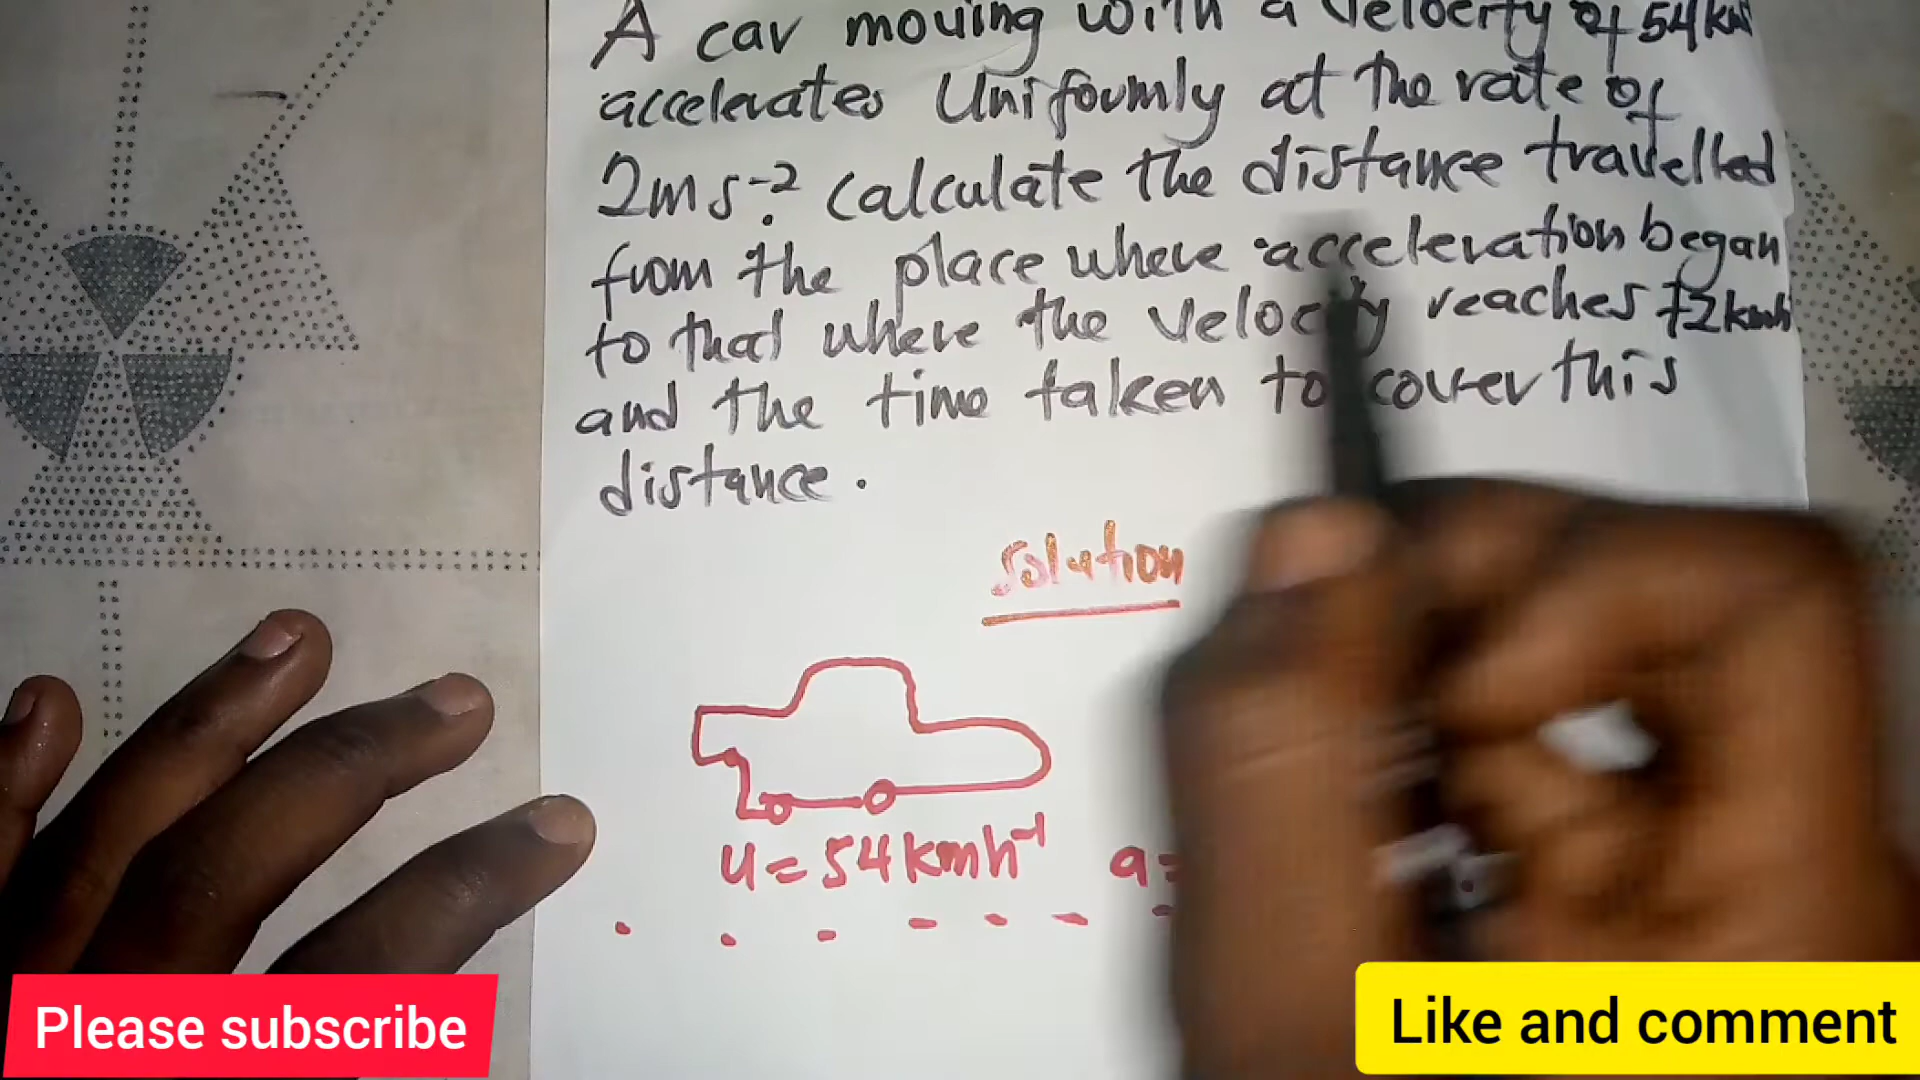 A car moving with a velocity of 54km
accelerates Uniformly at the rate of
2ms⁻². calculate the distance travelled
from the place where acceleration began
to that where the velocity reaches 72kmh
and the time taken to cover this
distance.
solution
u = 54kmh⁻¹ a=
Please subscribe
Like and comment